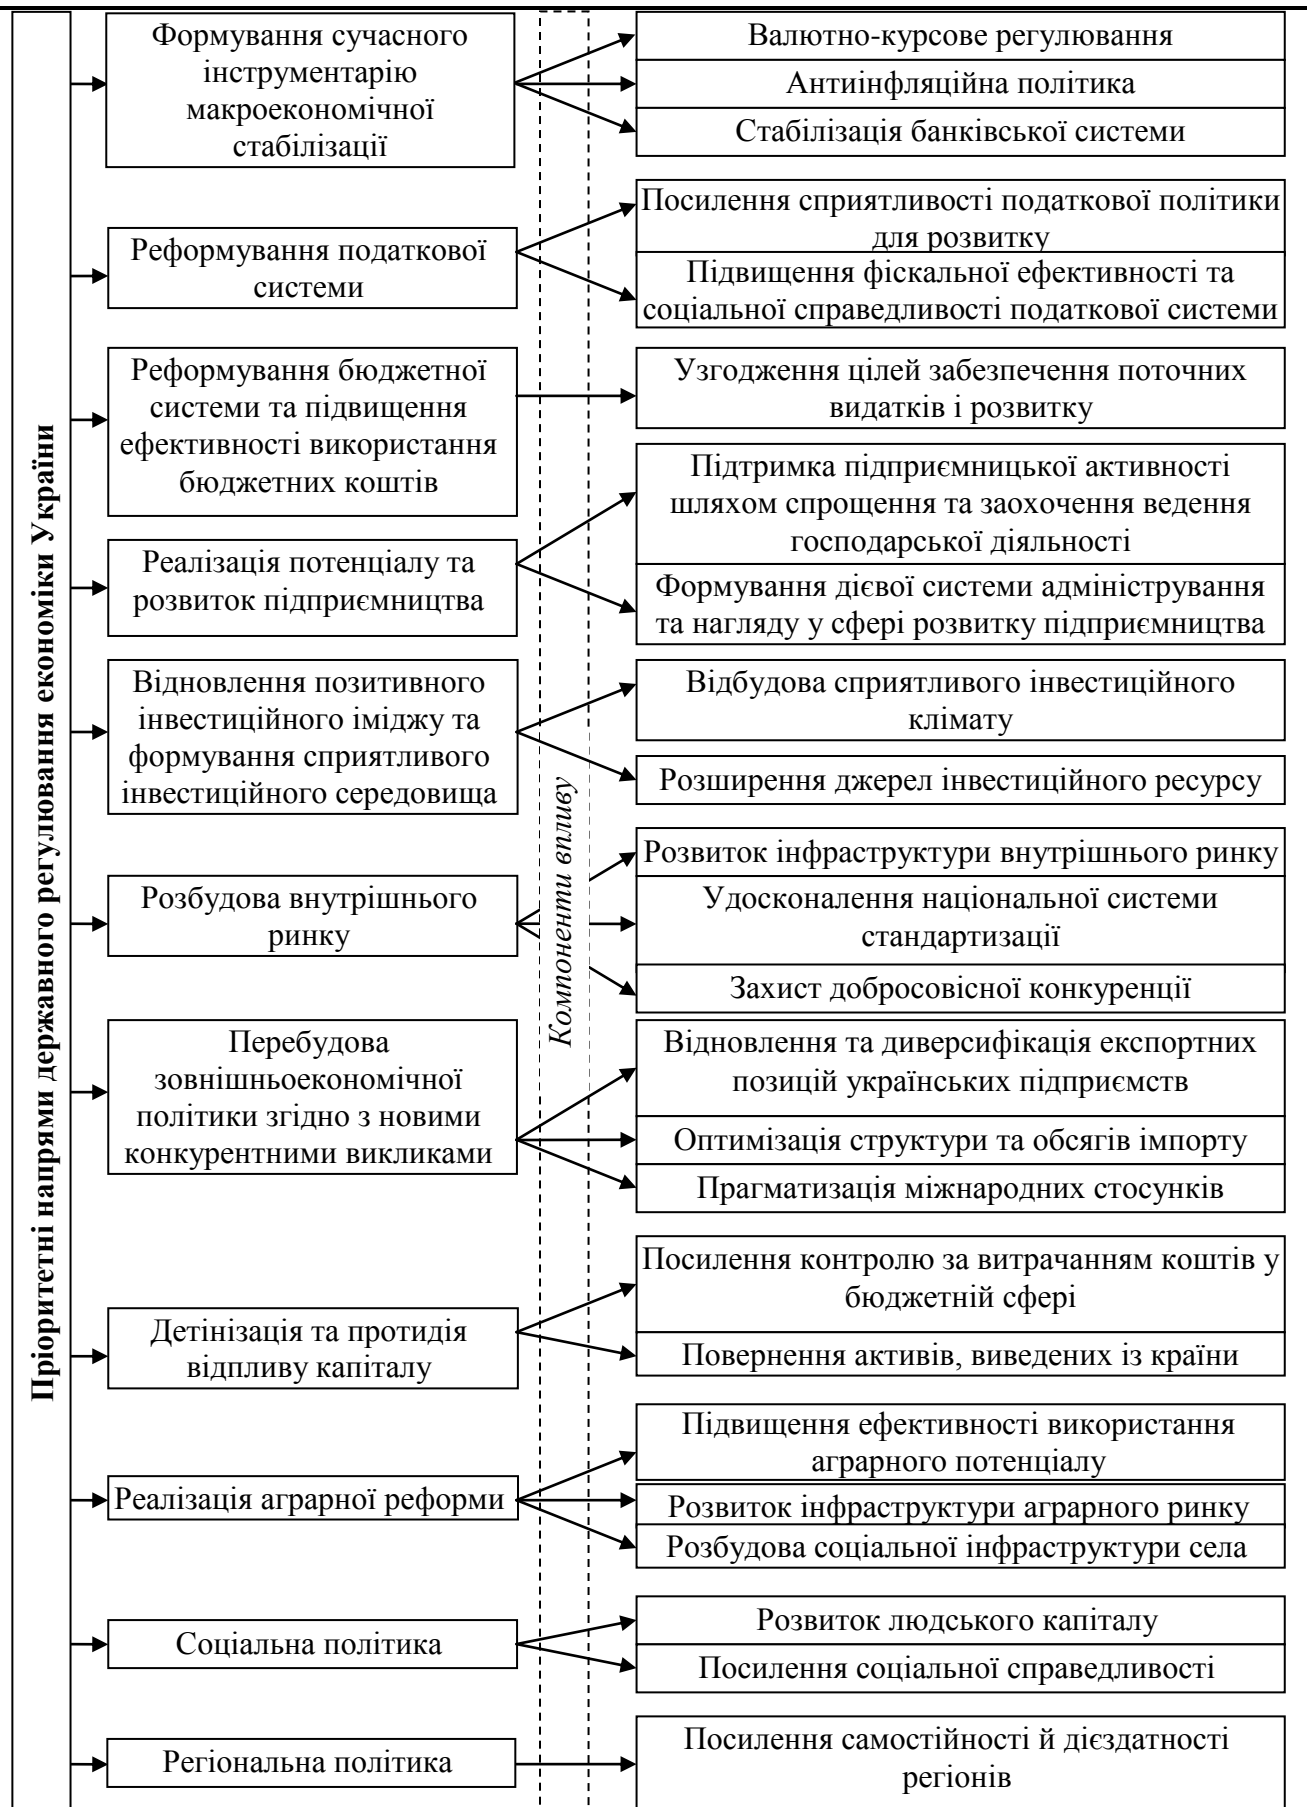 Пріоритетні напрями державного регулювання економіки України
Формування сучасного
інструментарію
макроекономічної
стабілізації
Валютно-курсове регулювання
Антиінфляційна політика
Стабілізація банківської системи
Реформування податкової
системи
Посилення сприятливості податкової політики
для розвитку
Підвищення фіскальної ефективності та
соціальної справедливості податкової системи
Реформування бюджетної
системи та підвищення
ефективності використання
бюджетних коштів
Узгодження цілей забезпечення поточних
видатків і розвитку
Реалізація потенціалу та
розвиток підприємництва
Підтримка підприємницької активності
шляхом спрощення та заохочення ведення
господарської діяльності
Формування дієвої системи адміністрування
та нагляду у сфері розвитку підприємництва
Відновлення позитивного
інвестиційного іміджу та
формування сприятливого
інвестиційного середовища
Відбудова сприятливого інвестиційного
клімату
Розширення джерел інвестиційного ресурсу
Компоненти впливу
Розбудова внутрішнього
ринку
Розвиток інфраструктури внутрішнього ринку
Удосконалення національної системи
стандартизації
Захист добросовісної конкуренції
Перебудова
зовнішньоекономічної
політики згідно з новими
конкурентними викликами
Відновлення та диверсифікація експортних
позицій українських підприємств
Оптимізація структури та обсягів імпорту
Прагматизація міжнародних стосунків
Детінізація та протидія
відпливу капіталу
Посилення контролю за витрачанням коштів у
бюджетній сфері
Повернення активів, виведених із країни
Реалізація аграрної реформи
Підвищення ефективності використання
аграрного потенціалу
Розвиток інфраструктури аграрного ринку
Розбудова соціальної інфраструктури села
Соціальна політика
Розвиток людського капіталу
Посилення соціальної справедливості
Регіональна політика
Посилення самостійності й дієздатності
регіонів